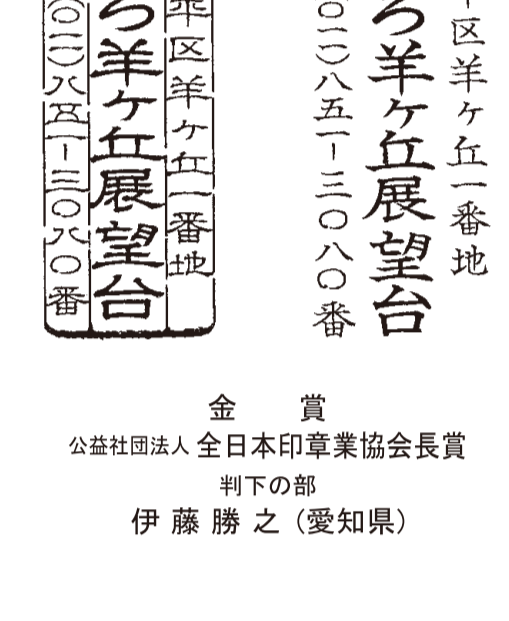 区羊ヶ丘一番地
ろ羊ヶ丘展望台
〇一一)八五一ー三〇八〇番
平区羊ヶ丘一番地
ろ羊ヶ丘展望台
〇一一)八五一ー三〇八〇番
金 賞
公益社団法人 全日本印章業協会長賞
判下の部
伊藤勝之(愛知県)